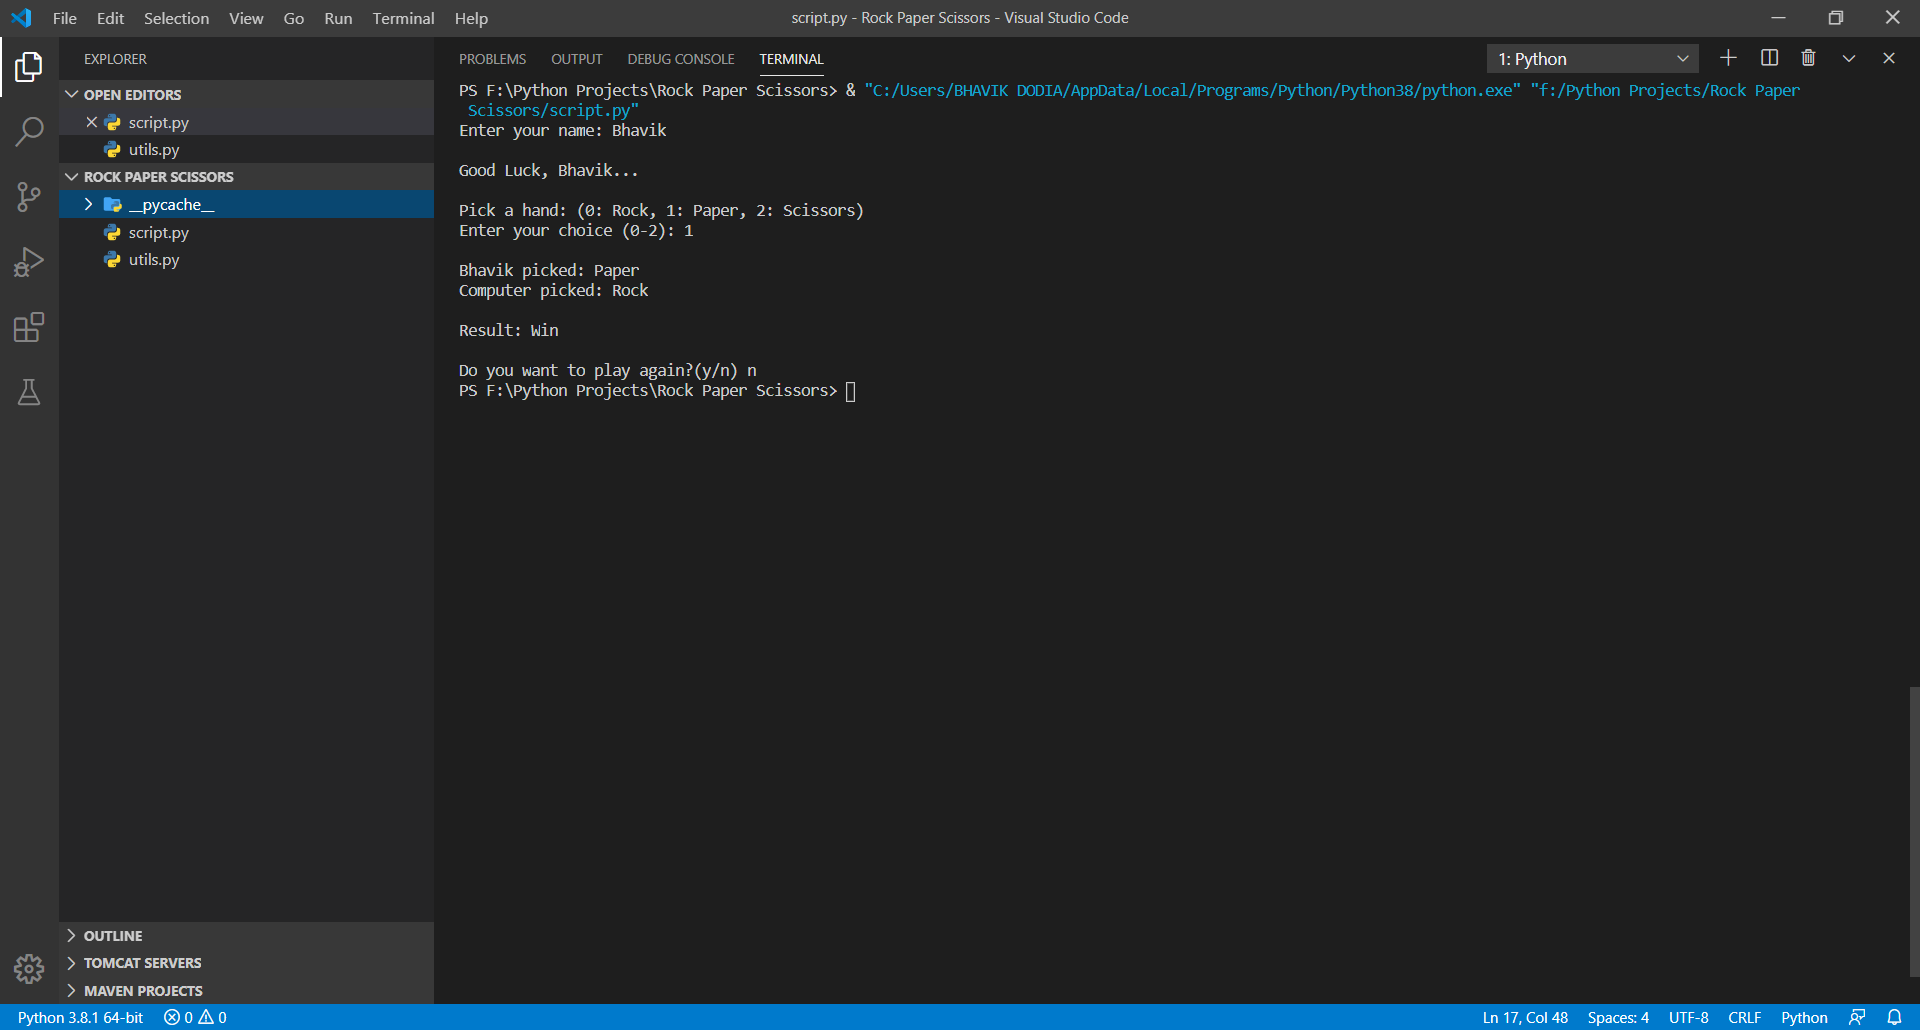 File Edit Selection View Go Run Terminal Help
script.py - Rock Paper Scissors - Visual Studio Code
EXPLORER
OPEN EDITORS
script.py
utils.py
ROCK PAPER SCISSORS
__pycache__
script.py
utils.py
OUTLINE
TOMCAT SERVERS
MAVEN PROJECTS
PROBLEMS OUTPUT DEBUG CONSOLE TERMINAL
1: Python
PS F:\Python Projects\Rock Paper Scissors> & "C:/Users/BHAVIK DODIA/AppData/Local/Programs/Python/Python38/python.exe" "f:/Python Projects/Rock Paper
Scissors/script.py"
Enter your name: Bhavik
Good Luck, Bhavik...
Pick a hand: (0: Rock, 1: Paper, 2: Scissors)
Enter your choice (0-2): 1
Bhavik picked: Paper
Computer picked: Rock
Result: Win
Do you want to play again?(y/n) n
PS F:\Python Projects\Rock Paper Scissors>
Python 3.8.1 64-bit 0 0
Ln 17, Col 48 Spaces: 4 UTF-8 CRLF Python